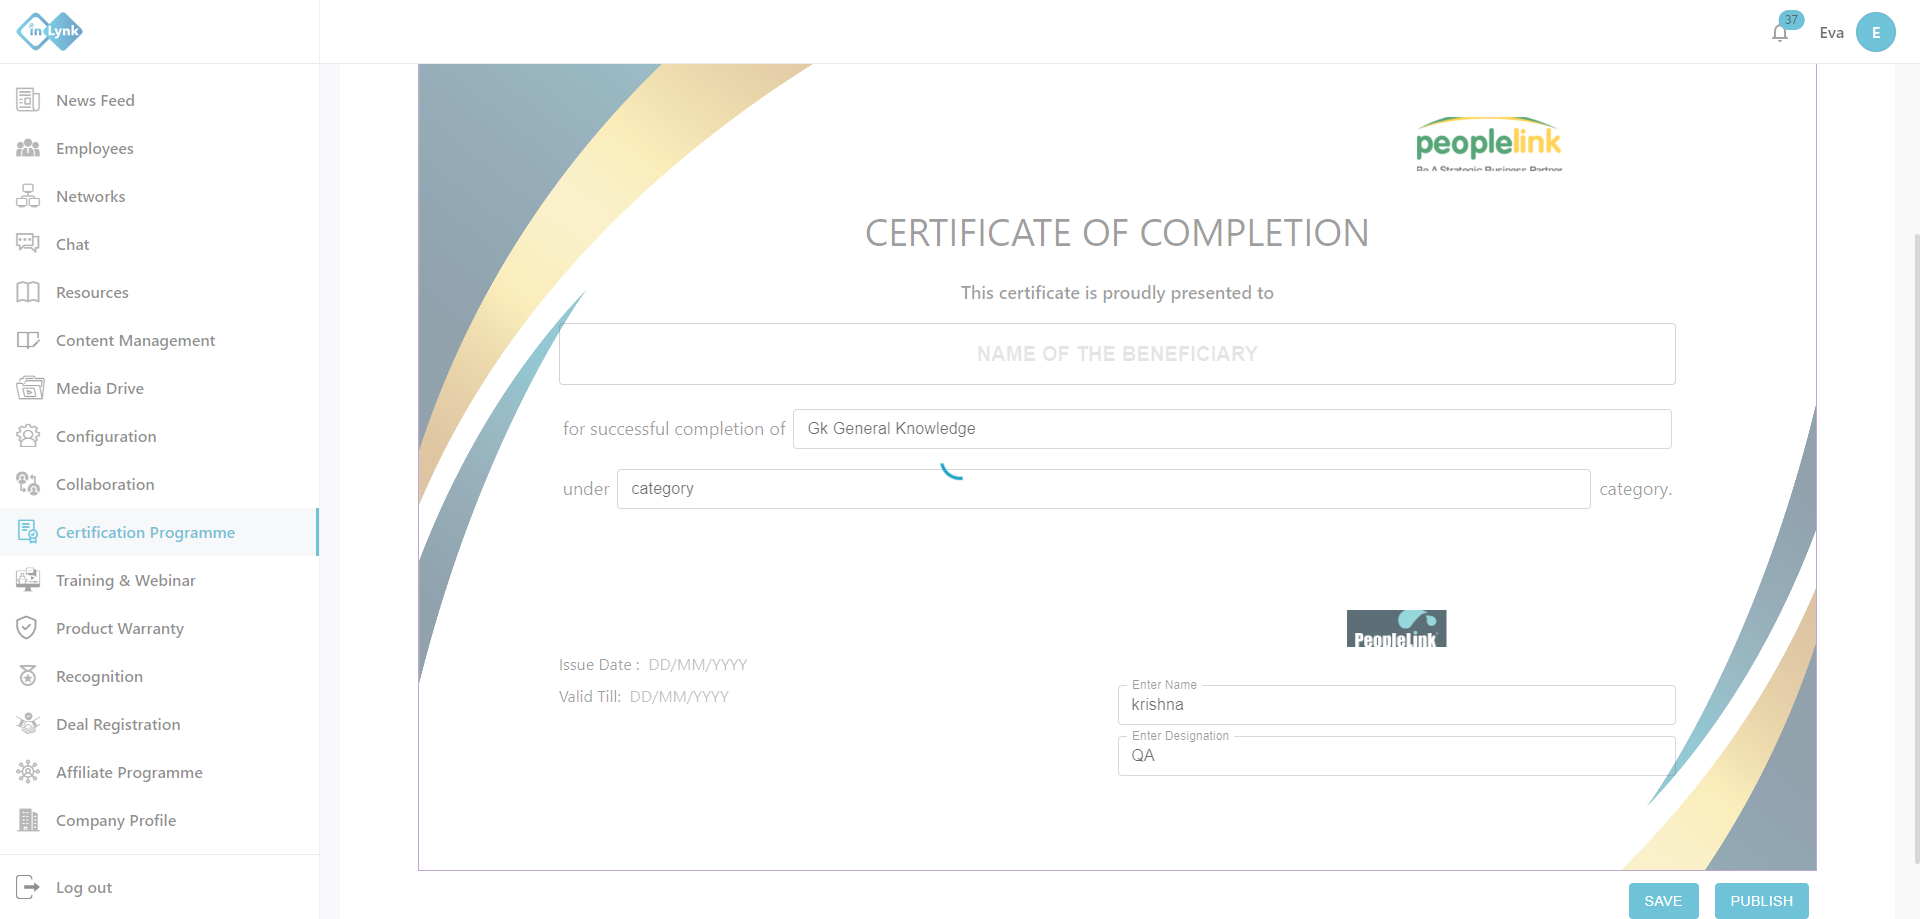 inLynk
37
Eva
E
News Feed
Employees
Networks
Chat
Resources
Content Management
Media Drive
Configuration
Collaboration
Certification Programme
Training & Webinar
Product Warranty
Recognition
Deal Registration
Affiliate Programme
Company Profile
Log out
peoplelink
Be A Strategic Business Partner
CERTIFICATE OF COMPLETION
This certificate is proudly presented to
NAME OF THE BENEFICIARY
for successful completion of Gk General Knowledge
under category category.
PeopleLink
Issue Date : DD/MM/YYYY
Valid Till: DD/MM/YYYY
Enter Name
krishna
Enter Designation
QA
SAVE PUBLISH